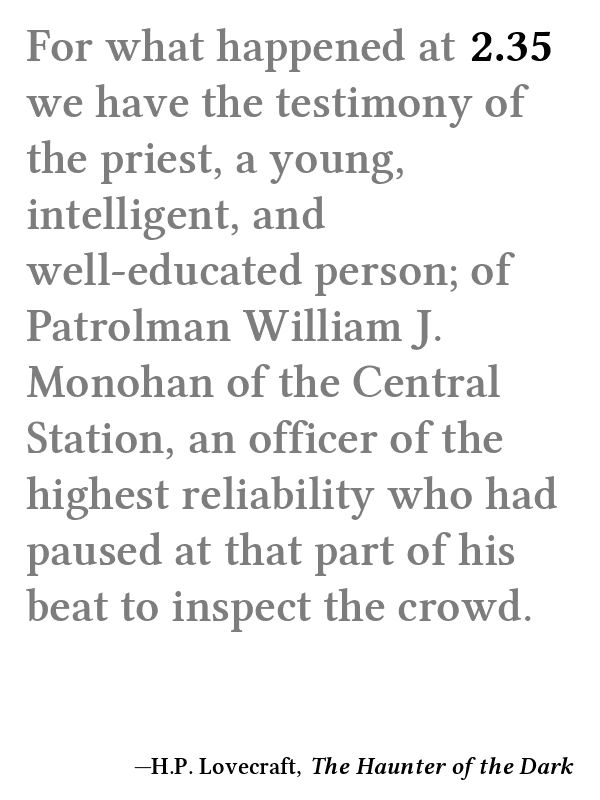 For what happened at 2.35
we have the testimony of
the priest, a young,
intelligent, and
well-educated person; of
Patrolman William J.
Monohan of the Central
Station, an officer of the
highest reliability who had
paused at that part of his
beat to inspect the crowd.
—H.P. Lovecraft, The Haunter of the Dark